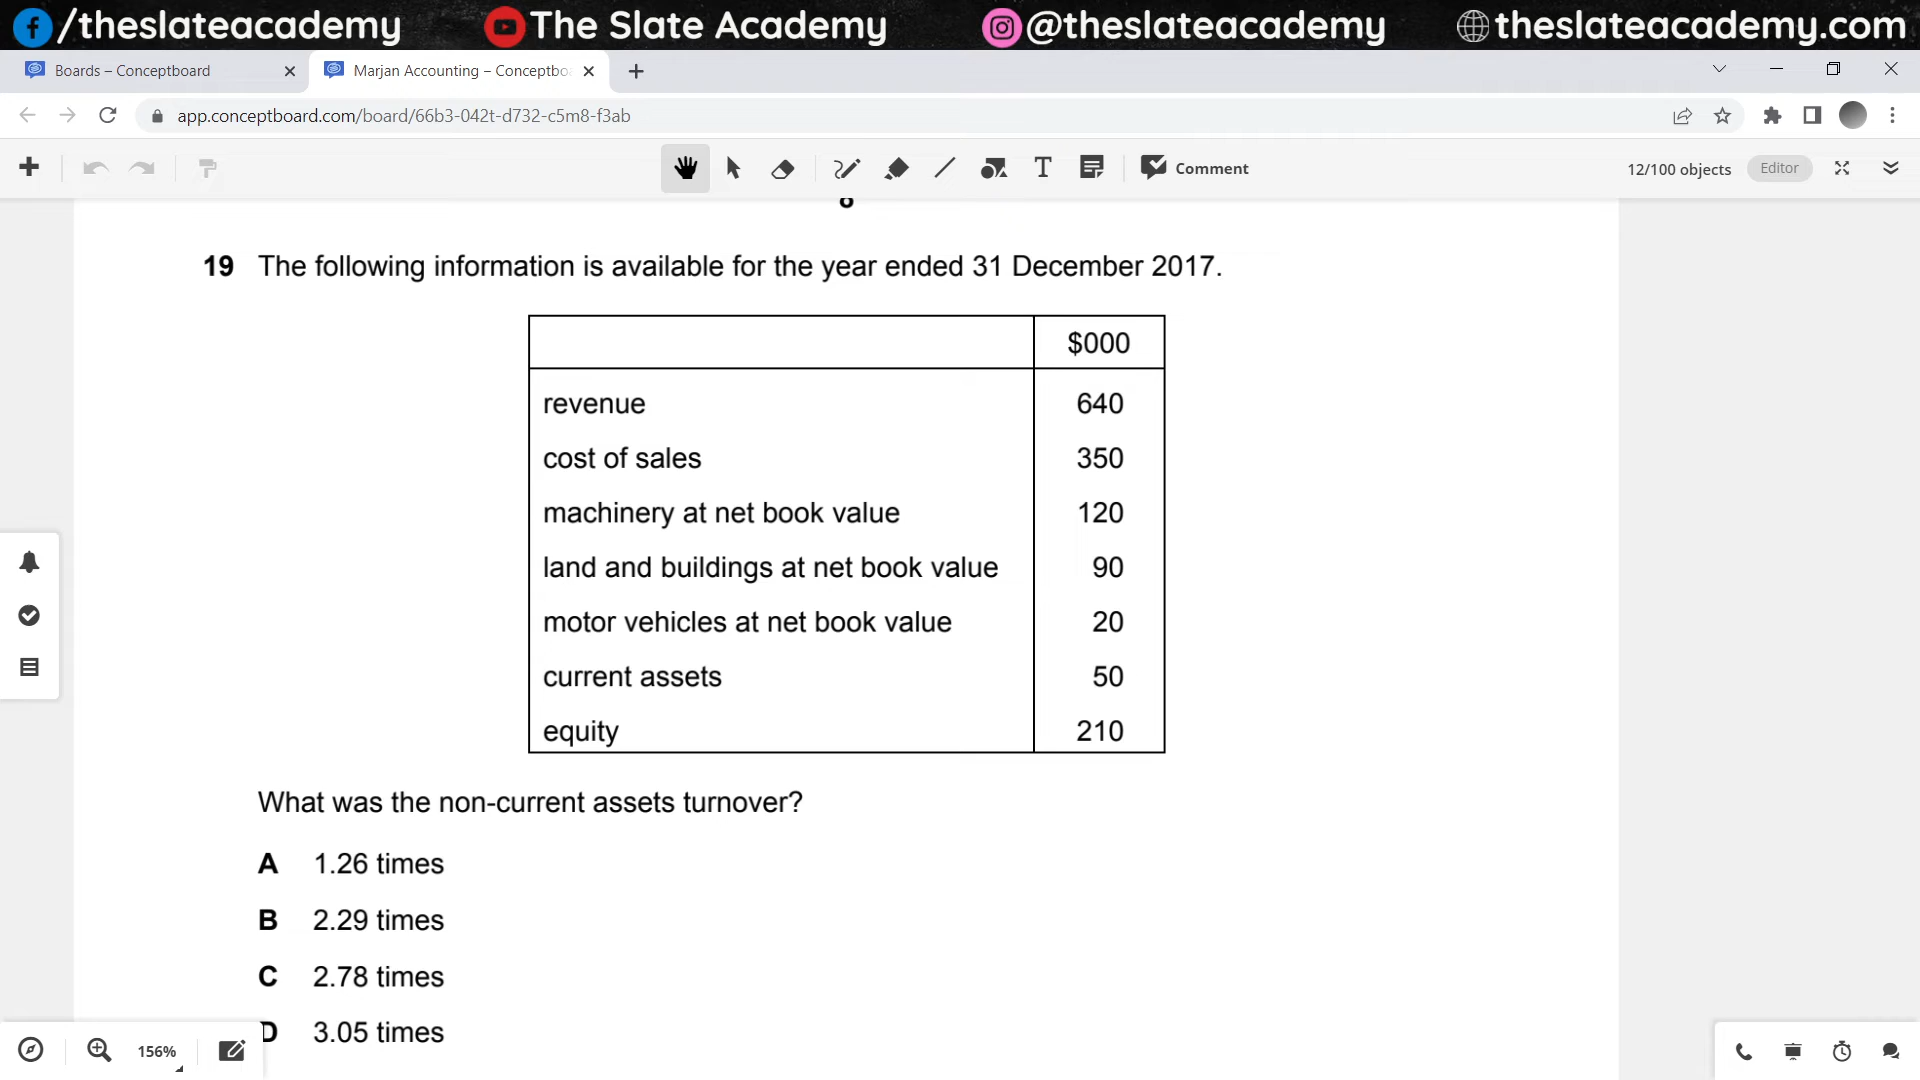 /theslateacademy The Slate Academy @theslateacademy theslateacademy.com
Boards – Conceptboard Marjan Accounting – Conceptbo
app.conceptboard.com/board/66b3-042t-d732-c5m8-f3ab
T Comment 12/100 objects Editor
8
19 The following information is available for the year ended 31 December 2017.
$000
revenue 640
cost of sales 350
machinery at net book value 120
land and buildings at net book value 90
motor vehicles at net book value 20
current assets 50
equity 210
What was the non-current assets turnover?
A 1.26 times
B 2.29 times
C 2.78 times
D 3.05 times
156%